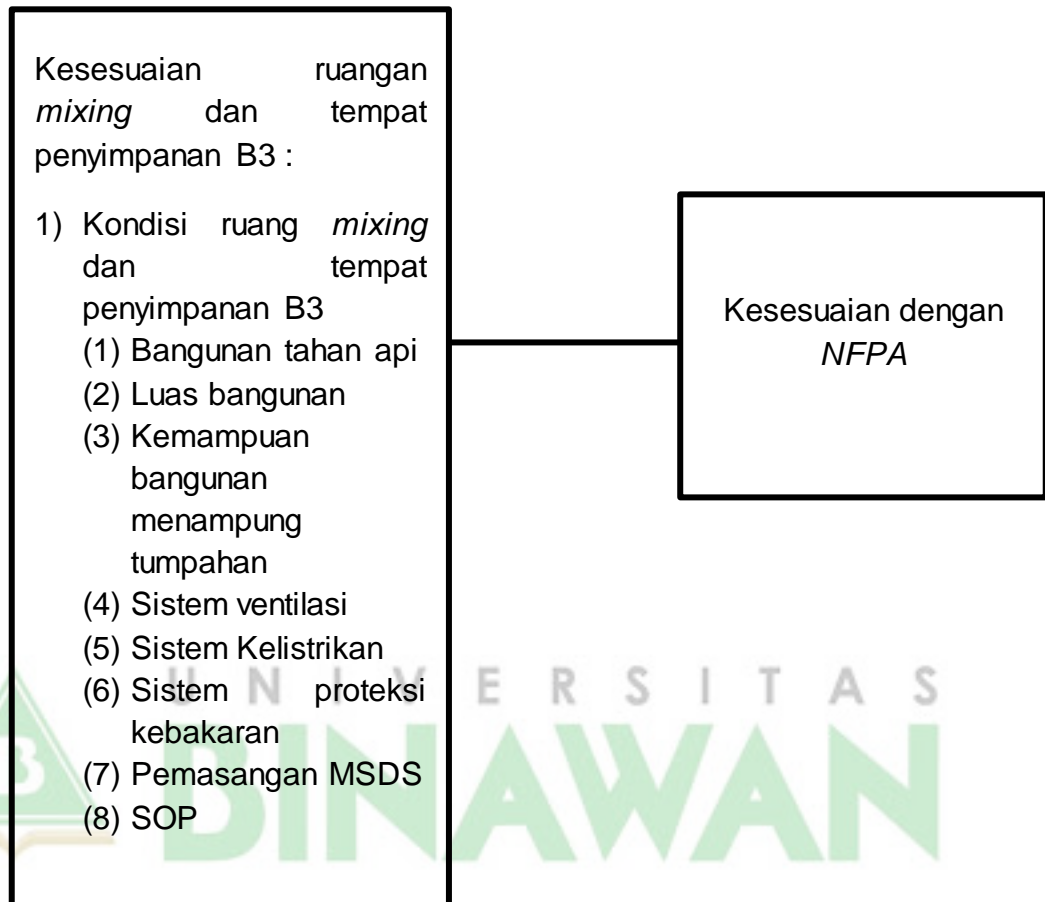 Kesesuaian ruangan
mixing dan tempat
penyimpanan B3 :
1) Kondisi ruang mixing
dan tempat
penyimpanan B3
(1) Bangunan tahan api
(2) Luas bangunan
(3) Kemampuan
bangunan
menampung
tumpahan
(4) Sistem ventilasi
(5) Sistem Kelistrikan
(6) Sistem proteksi
kebakaran
(7) Pemasangan MSDS
(8) SOP
Kesesuaian dengan
NFPA
UNIVERSITAS
BINAWAN